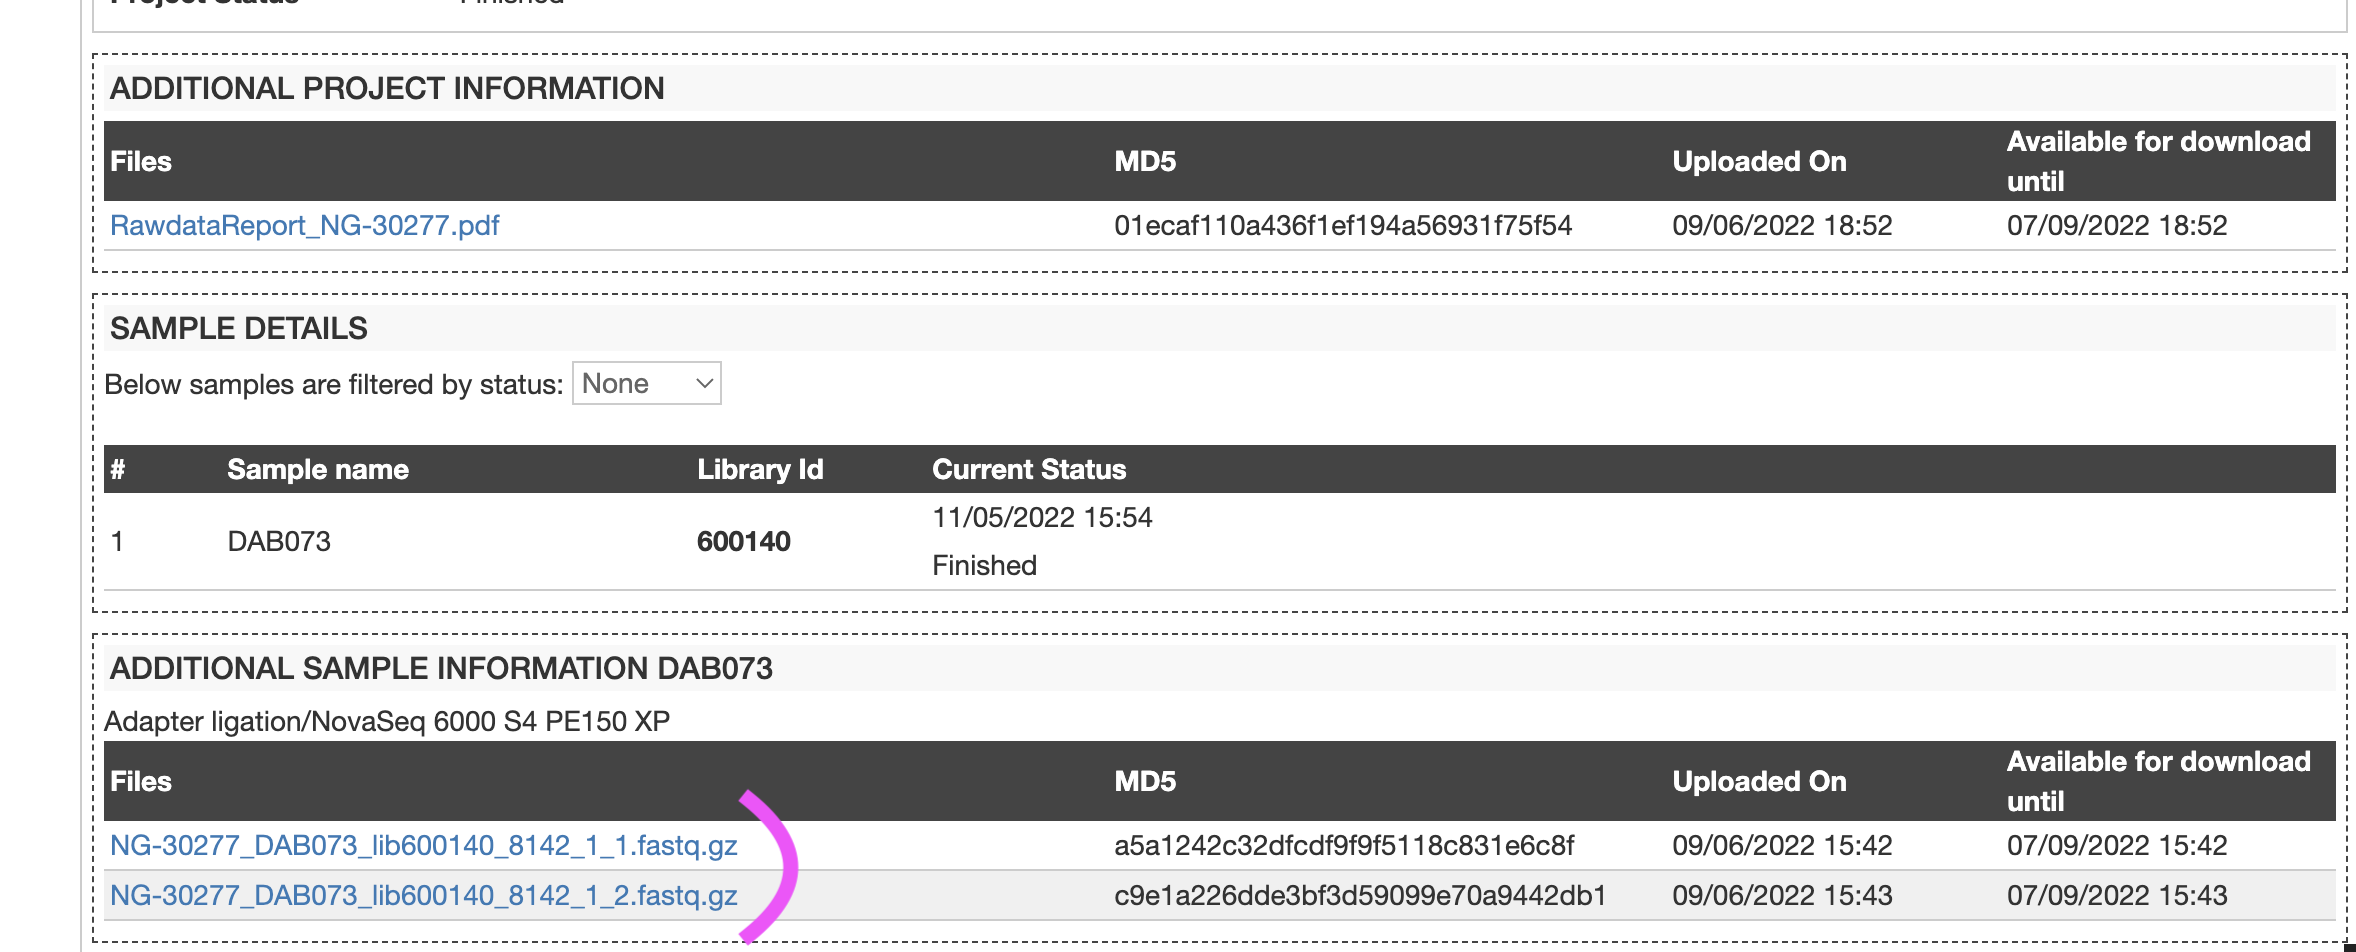 Project Status Finished
ADDITIONAL PROJECT INFORMATION
Files MD5 Uploaded On Available for download until
RawdataReport_NG-30277.pdf 01ecaf110a436f1ef194a56931f75f54 09/06/2022 18:52 07/09/2022 18:52
SAMPLE DETAILS
Below samples are filtered by status: None
# Sample name Library Id Current Status
1 DAB073 600140 11/05/2022 15:54
Finished
ADDITIONAL SAMPLE INFORMATION DAB073
Adapter ligation/NovaSeq 6000 S4 PE150 XP
Files MD5 Uploaded On Available for download until
NG-30277_DAB073_lib600140_8142_1_1.fastq.gz a5a1242c32dfcdf9f9f5118c831e6c8f 09/06/2022 15:42 07/09/2022 15:42
NG-30277_DAB073_lib600140_8142_1_2.fastq.gz c9e1a226dde3bf3d59099e70a9442db1 09/06/2022 15:43 07/09/2022 15:43